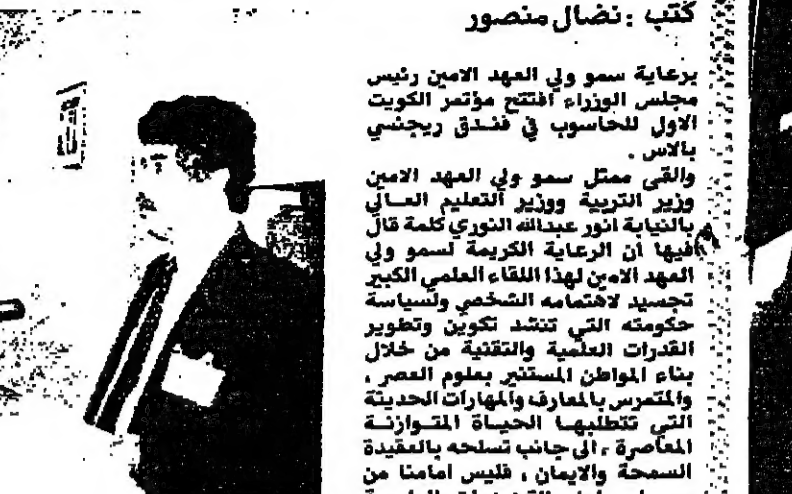 كتب : نضال منصور
برعاية سمو ولي العهد الامين رئيس
مجلس الوزراء افتتح مؤتمر الكويت
الاول للحاسوب في فندق ريجنسي
بالاس .
والقى ممثل سمو ولي العهد الامين
وزير التربية ووزير التعليم العالي
بالنيابة انور عبدالله النوري كلمة قال
فيها أن الرعاية الكريمة لسمو ولي
العهد الامين لهذا اللقاء العلمي الكبير
تجسيد لاهتمامه الشخصي ولسياسة
حكومته التي تنشد تكوين وتطوير
القدرات العلمية والتقنية من خلال
بناء المواطن المستنير بعلوم العصر ،
والمتمرس بالمعارف والمهارات الحديثة
التي تتطلبها الحياة المتوازنة
المعاصرة ، الى جانب تسلحه بالعقيدة
السمحة والايمان ، فليس امامنا من